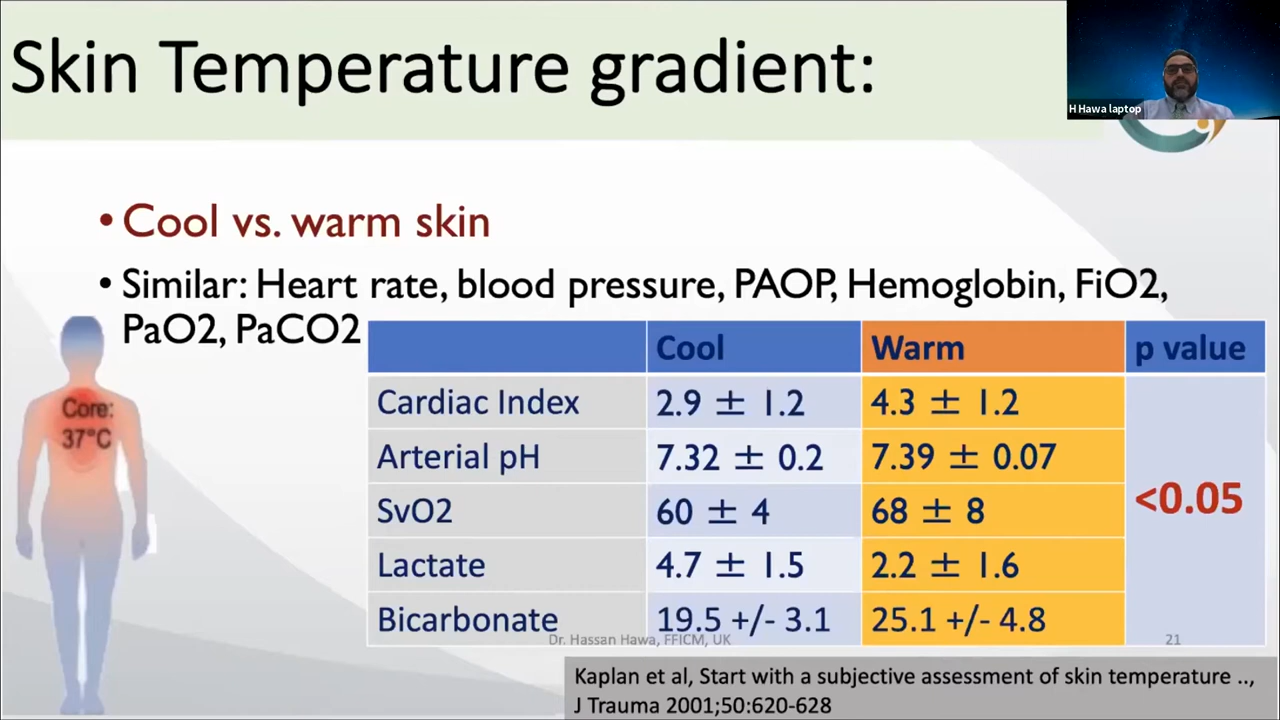 Skin Temperature gradient:
H Hawa laptop
• Cool vs. warm skin
• Similar: Heart rate, blood pressure, PAOP, Hemoglobin, FiO2,
PaO2, PaCO2
Core:
37°C
Cool Warm p value
Cardiac Index 2.9 ± 1.2 4.3 ± 1.2
Arterial pH 7.32 ± 0.2 7.39 ± 0.07
SvO2 60 ± 4 68 ± 8
<0.05
Lactate 4.7 ± 1.5 2.2 ± 1.6
Bicarbonate 19.5 +/- 3.1 25.1 +/- 4.8
Dr. Hassan Hawa, FFICM, UK
21
Kaplan et al, Start with a subjective assessment of skin temperature ..,
J Trauma 2001;50:620-628